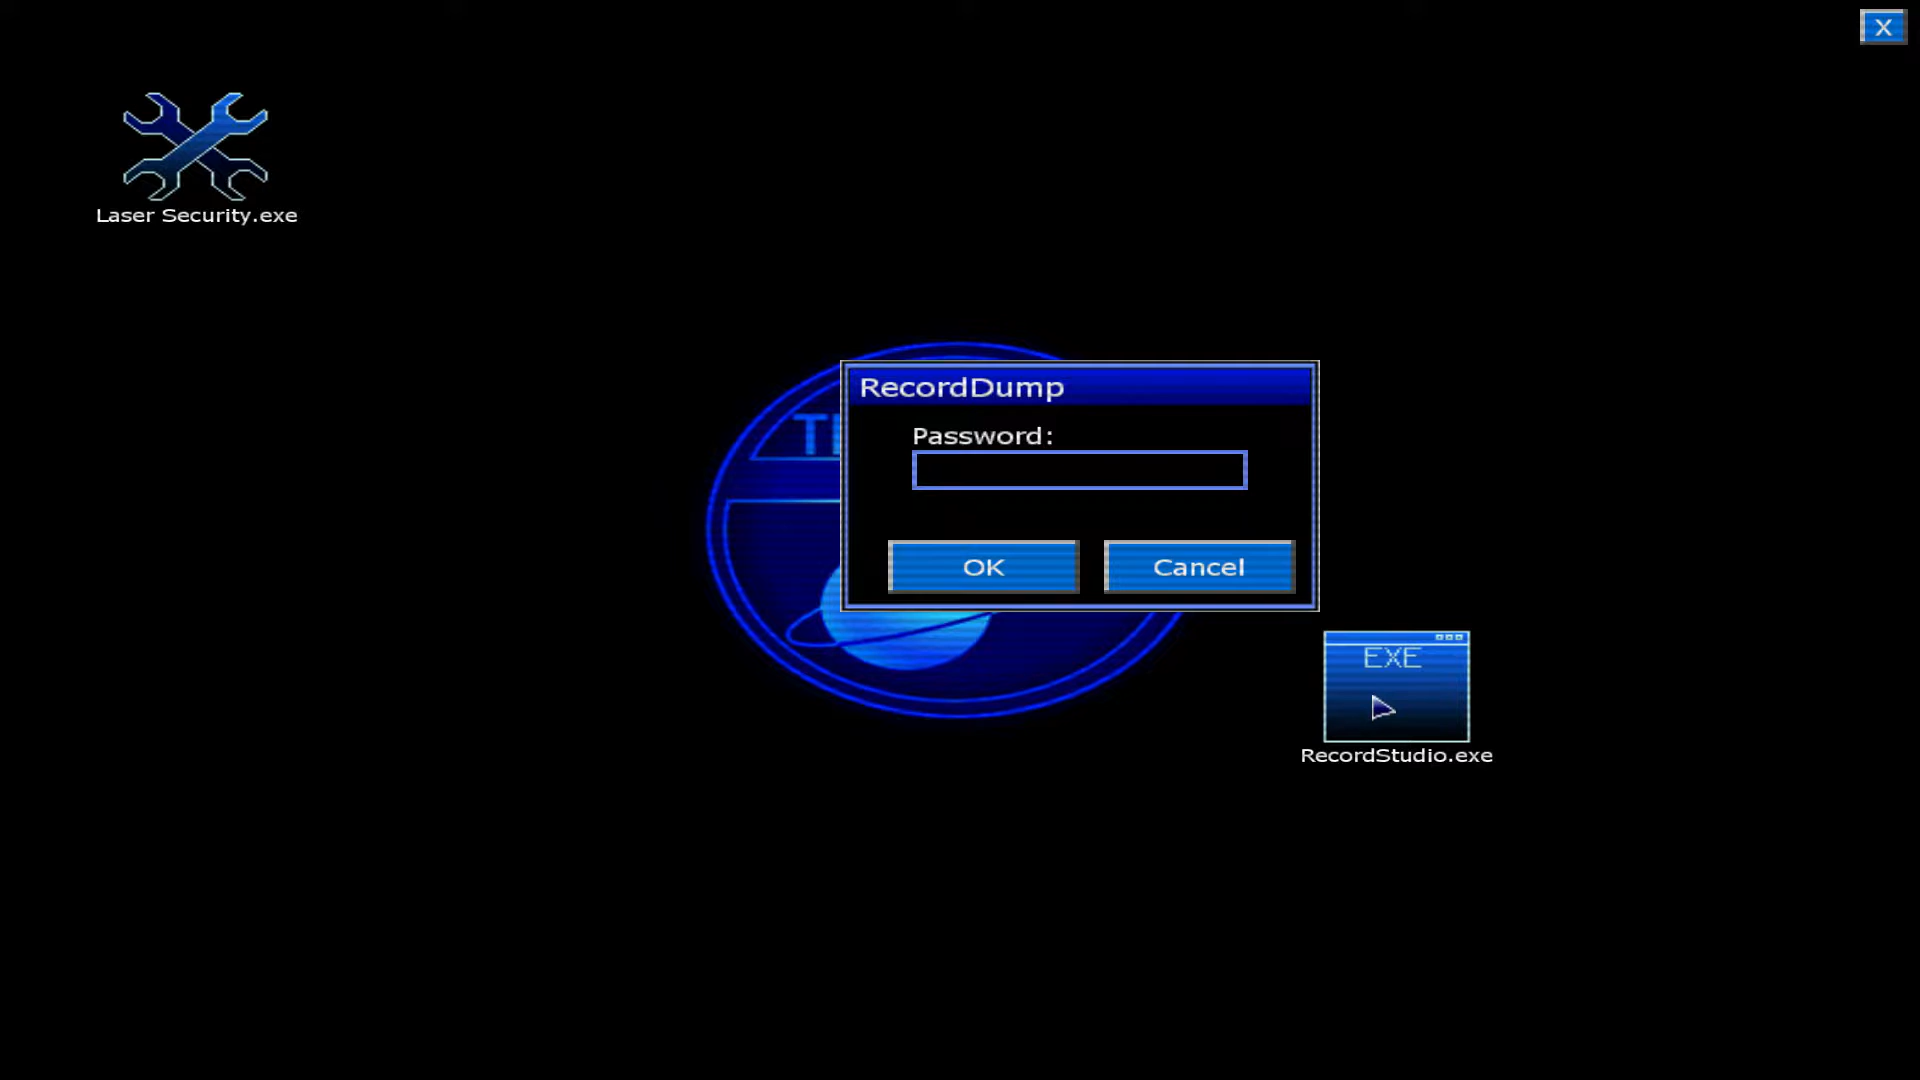 X
Laser Security.exe
RecordDump
Password:
OK
Cancel
EXE
RecordStudio.exe